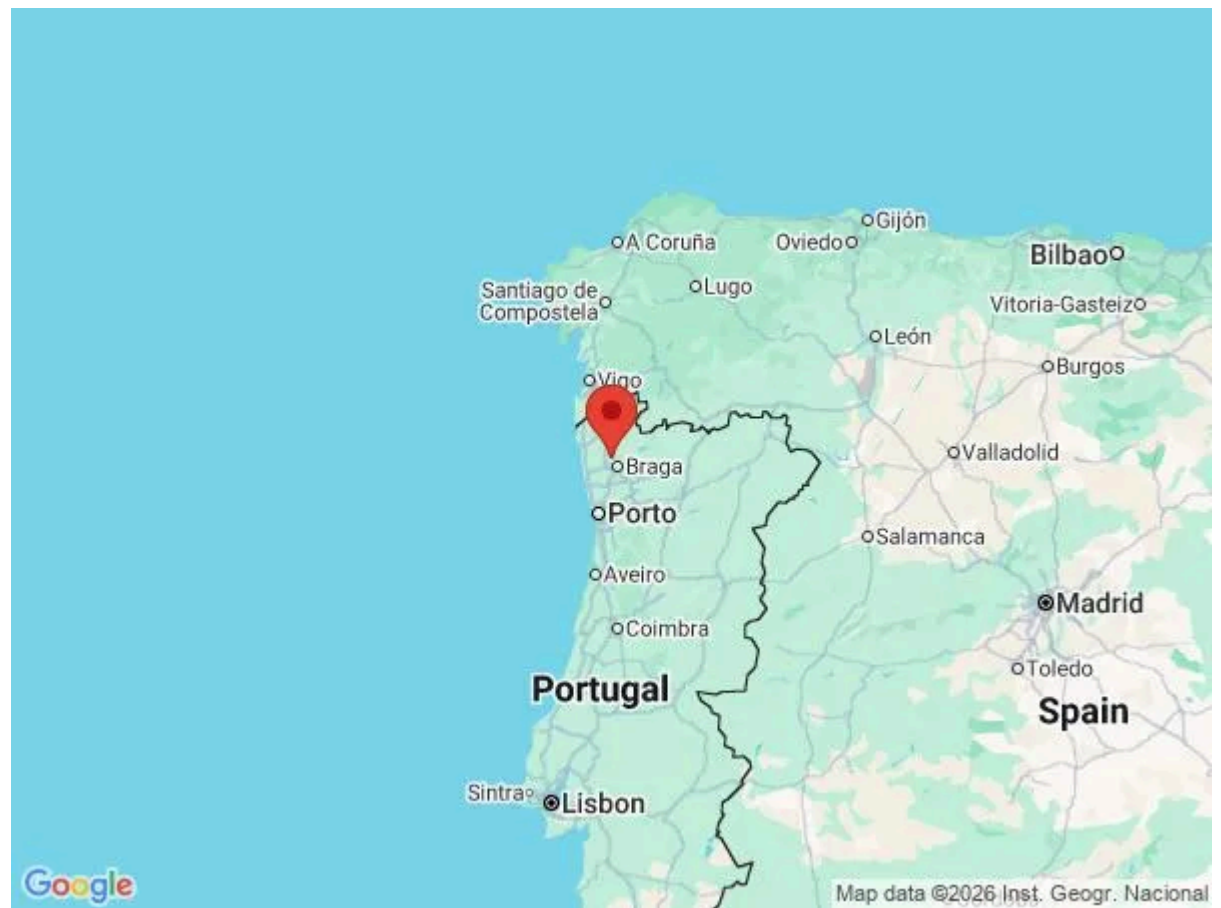 Gijón
A Coruña
Oviedo
Bilbao
Lugo
Santiago de
Compostela
Vitoria-Gasteiz
León
Burgos
Vigo
Valladolid
Braga
Porto
Salamanca
Aveiro
Madrid
Coimbra
Toledo
Portugal
Spain
Sintra
Lisbon
Google
Map data ©2026 Inst. Geogr. Nacional